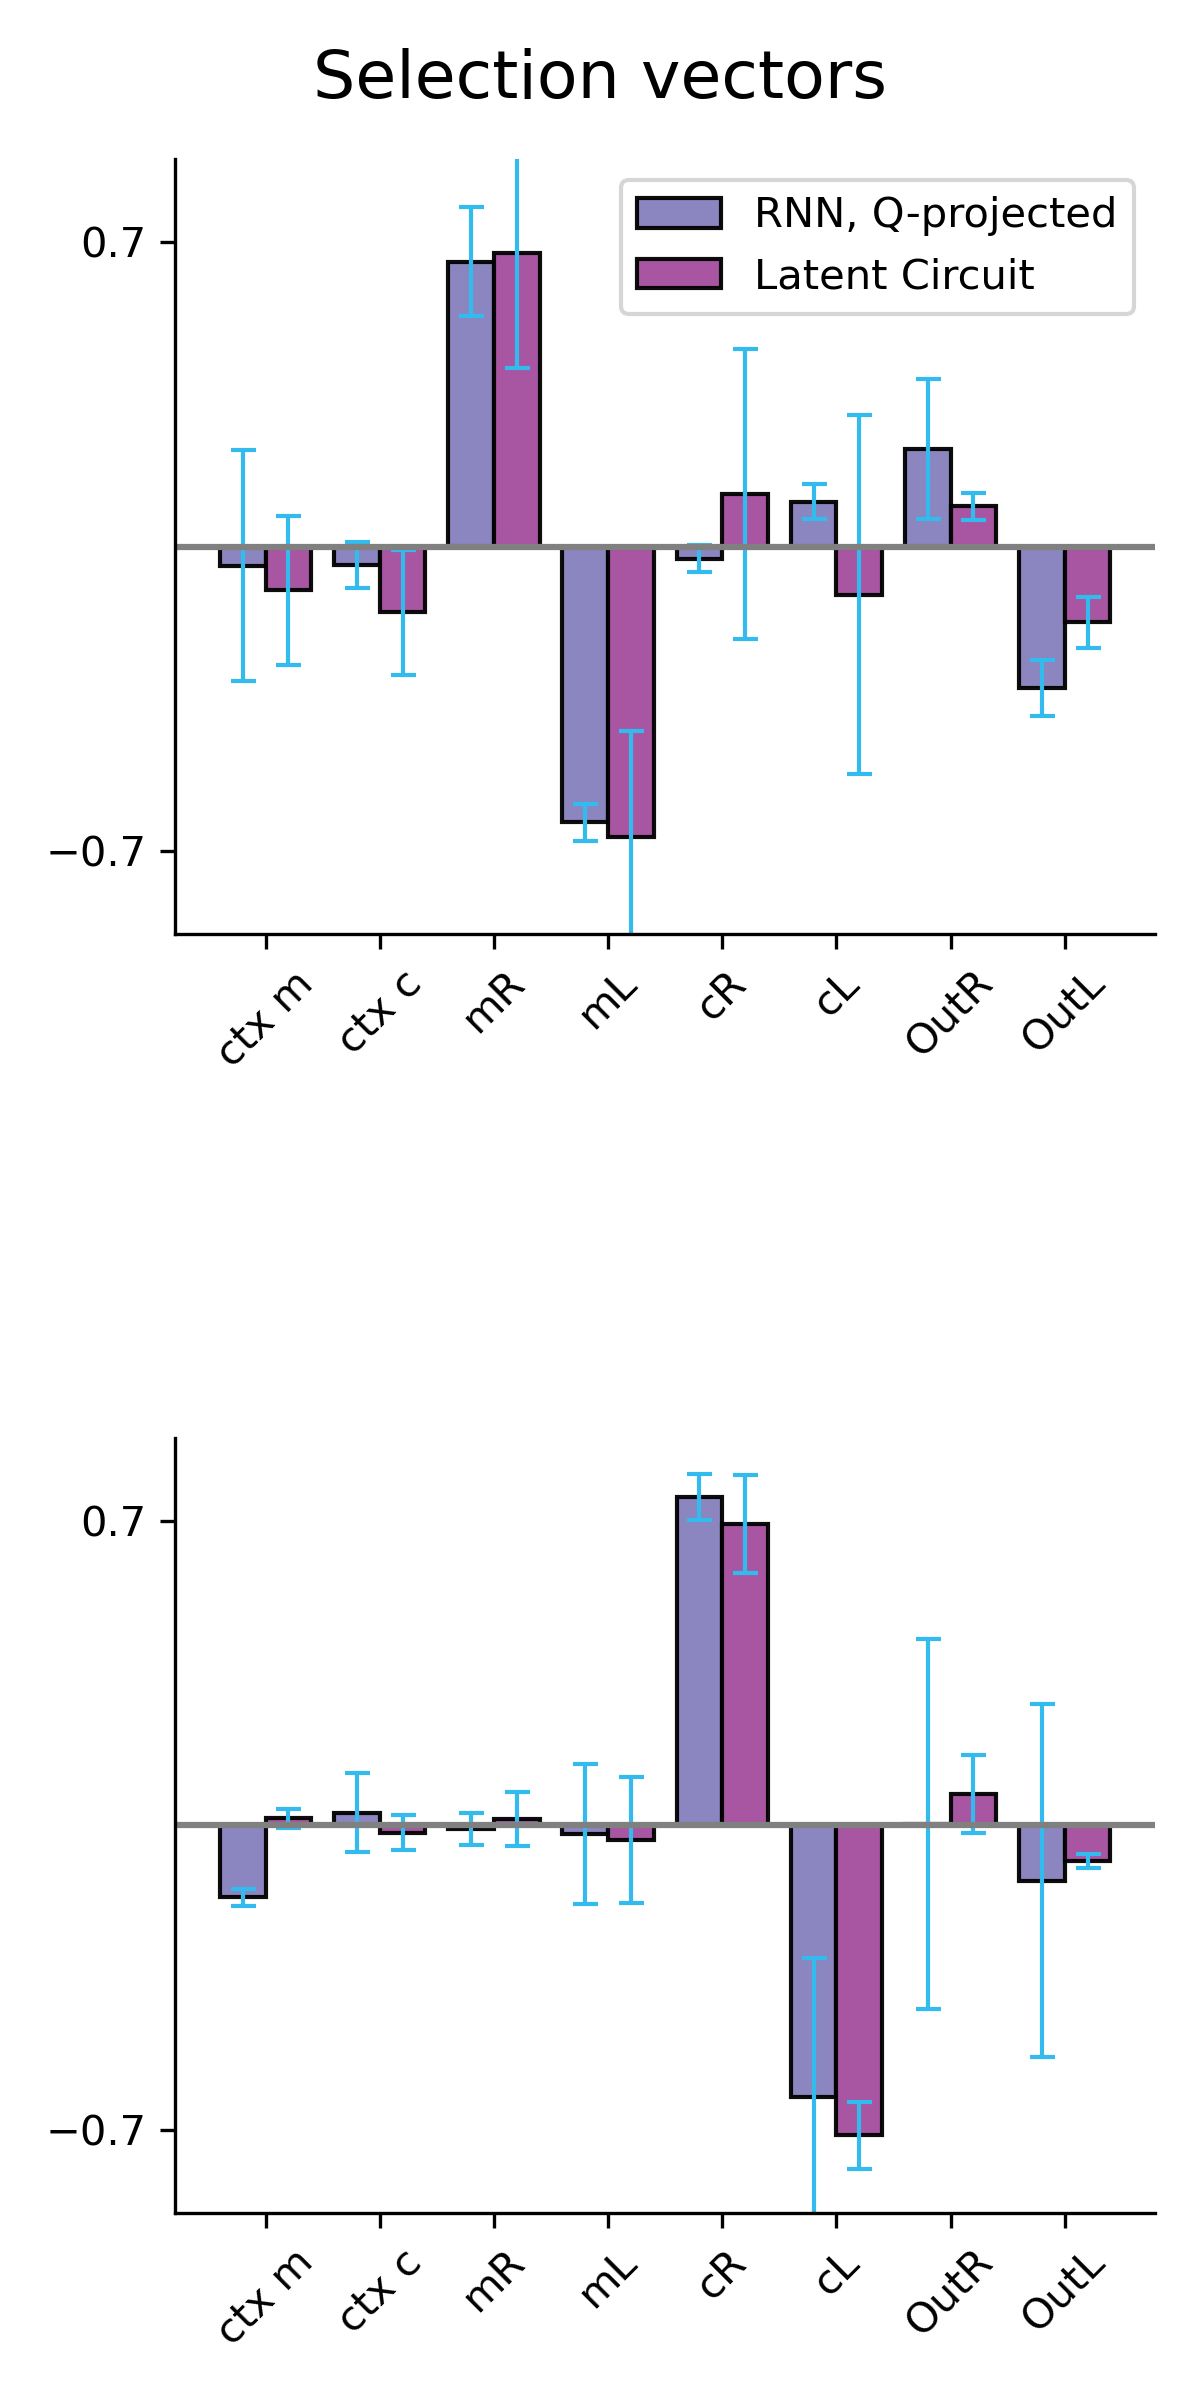 Selection vectors
RNN, Q-projected
Latent Circuit
0.7
−0.7
ctx m
ctx c
mR
mL
cR
cL
OutR
OutL
0.7
−0.7
ctx m
ctx c
mR
mL
cR
cL
OutR
OutL